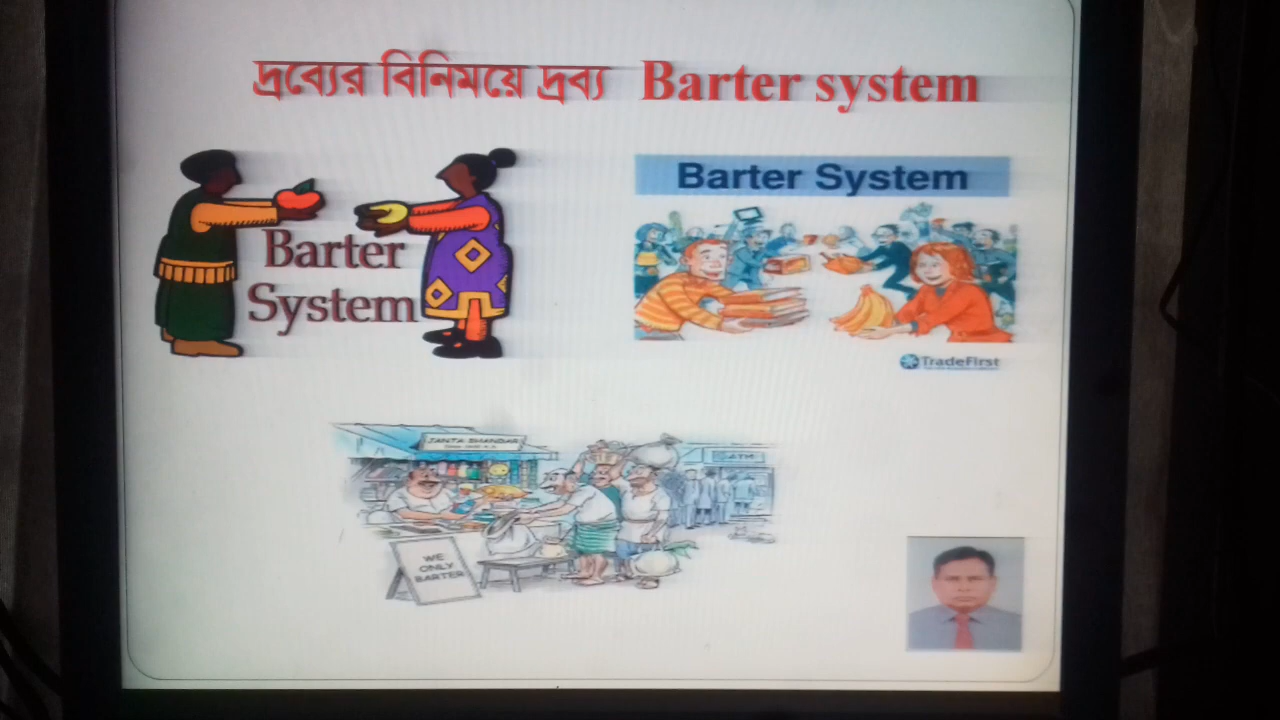 দ্রব্যের বিনিময়ে দ্রব্য Barter system
Barter
System
Barter System
TradeFirst
JANTA BHANDAR
ATM
WE
ONLY
BARTER